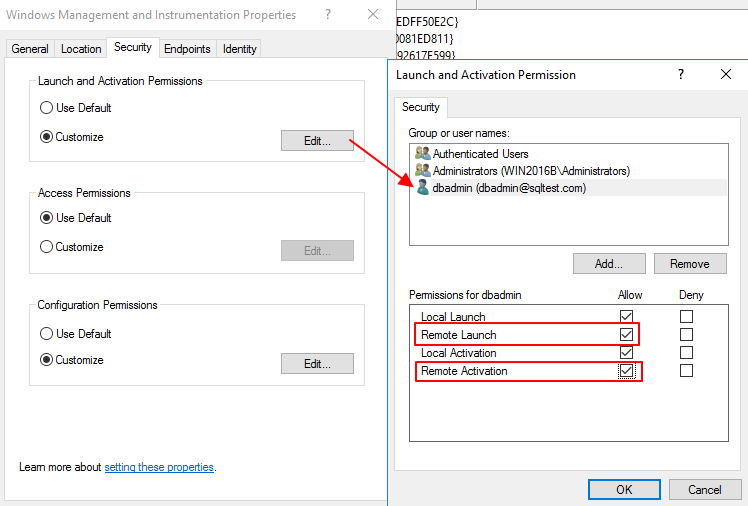 Windows Management and Instrumentation Properties
General
Location
Security
Endpoints
Identity
Launch and Activation Permissions
Use Default
Customize
Edit...
Access Permissions
Use Default
Customize
Edit...
Configuration Permissions
Use Default
Customize
Edit...
Learn more about setting these properties.
EDFF50E2C}
0081ED811}
92617F599}
Launch and Activation Permission
?
Security
Group or user names:
Authenticated Users
Administrators (WIN2016B\Administrators)
dbadmin (dbadmin@sqltest.com)
Add...
Remove
Permissions for dbadmin
Allow
Deny
Local Launch
Remote Launch
Local Activation
Remote Activation
OK
Cancel